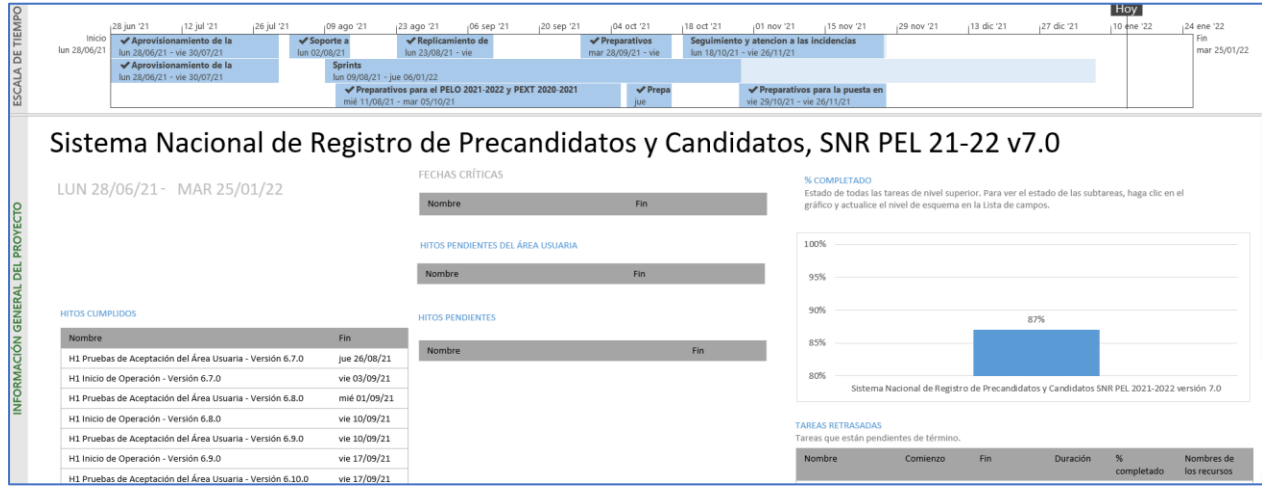 ESCALA DE TIEMPO
Hoy
28 jun '21 12 jul '21 26 jul '21 09 ago '21 23 ago '21 06 sep '21 20 sep '21 04 oct '21 18 oct '21 01 nov '21 15 nov '21 29 nov '21 13 dic '21 27 dic '21 10 ene '22 24 ene '22
Inicio
lun 28/06/21
Fin
mar 25/01/22
✔Aprovisionamiento de la
lun 28/06/21 - vie 30/07/21
✔Soporte a
lun 02/08/21
✔Replicamiento de
lun 23/08/21 - vie
✔Preparativos
mar 28/09/21 - vie
Seguimiento y atencion a las incidencias
lun 18/10/21 - vie 26/11/21
✔Aprovisionamiento de la
lun 28/06/21 - vie 30/07/21
Sprints
lun 09/08/21 - jue 06/01/22
✔Preparativos para el PELO 2021-2022 y PEXT 2020-2021
mié 11/08/21 - mar 05/10/21
✔Prepa
jue
✔Preparativos para la puesta en
vie 29/10/21 - vie 26/11/21
INFORMACIÓN GENERAL DEL PROYECTO
Sistema Nacional de Registro de Precandidatos y Candidatos, SNR PEL 21-22 v7.0
LUN 28/06/21 - MAR 25/01/22
HITOS CUMPLIDOS
Nombre Fin
H1 Pruebas de Aceptación del Área Usuaria - Versión 6.7.0 jue 26/08/21
H1 Inicio de Operación - Versión 6.7.0 vie 03/09/21
H1 Pruebas de Aceptación del Área Usuaria - Versión 6.8.0 mié 01/09/21
H1 Inicio de Operación - Versión 6.8.0 vie 10/09/21
H1 Pruebas de Aceptación del Área Usuaria - Versión 6.9.0 vie 10/09/21
H1 Inicio de Operación - Versión 6.9.0 vie 17/09/21
H1 Pruebas de Aceptación del Área Usuaria - Versión 6.10.0 vie 17/09/21
FECHAS CRÍTICAS
Nombre Fin
HITOS PENDIENTES DEL ÁREA USUARIA
Nombre Fin
HITOS PENDIENTES
Nombre Fin
% COMPLETADO
Estado de todas las tareas de nivel superior. Para ver el estado de las subtareas, haga clic en el
gráfico y actualice el nivel de esquema en la Lista de campos.
100%
95%
90%
85%
80%
87%
Sistema Nacional de Registro de Precandidatos y Candidatos SNR PEL 2021-2022 versión 7.0
TAREAS RETRASADAS
Tareas que están pendientes de término.
Nombre Comienzo Fin Duración % completado Nombres de los recursos